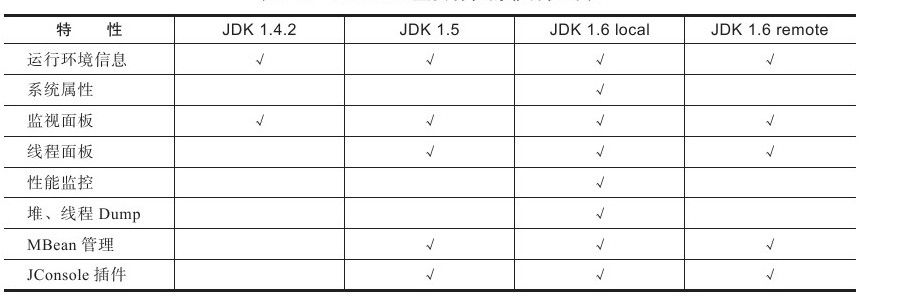 特 性 JDK 1.4.2 JDK 1.5 JDK 1.6 local JDK 1.6 remote
运行环境信息 √ √ √ √
系统属性 √
监视面板 √ √ √ √
线程面板 √ √ √
性能监控 √
堆、线程 Dump √
MBean 管理 √ √ √
JConsole 插件 √ √ √